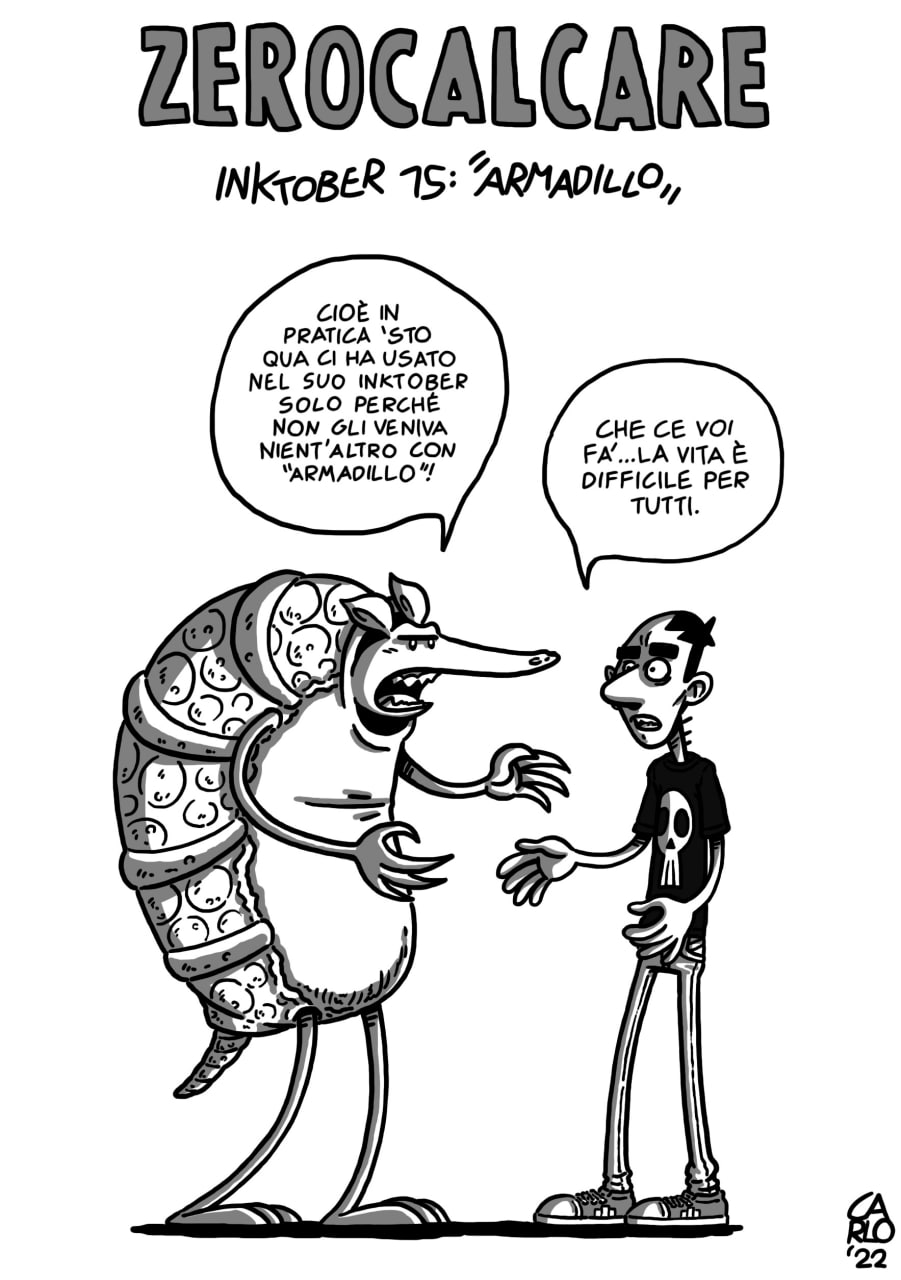 ZEROCALCARE
INKTOBER 15: "ARMADILLO„
CIOÈ IN
PRATICA 'STO
QUA CI HA USATO
NEL SUO INKTOBER
SOLO PERCHÉ
NON GLI VENIVA
NIENT'ALTRO CON
"ARMADILLO"!
CHE CE VOI
FA'...LA VITA È
DIFFICILE PER
TUTTI.
CA
RLO
'22